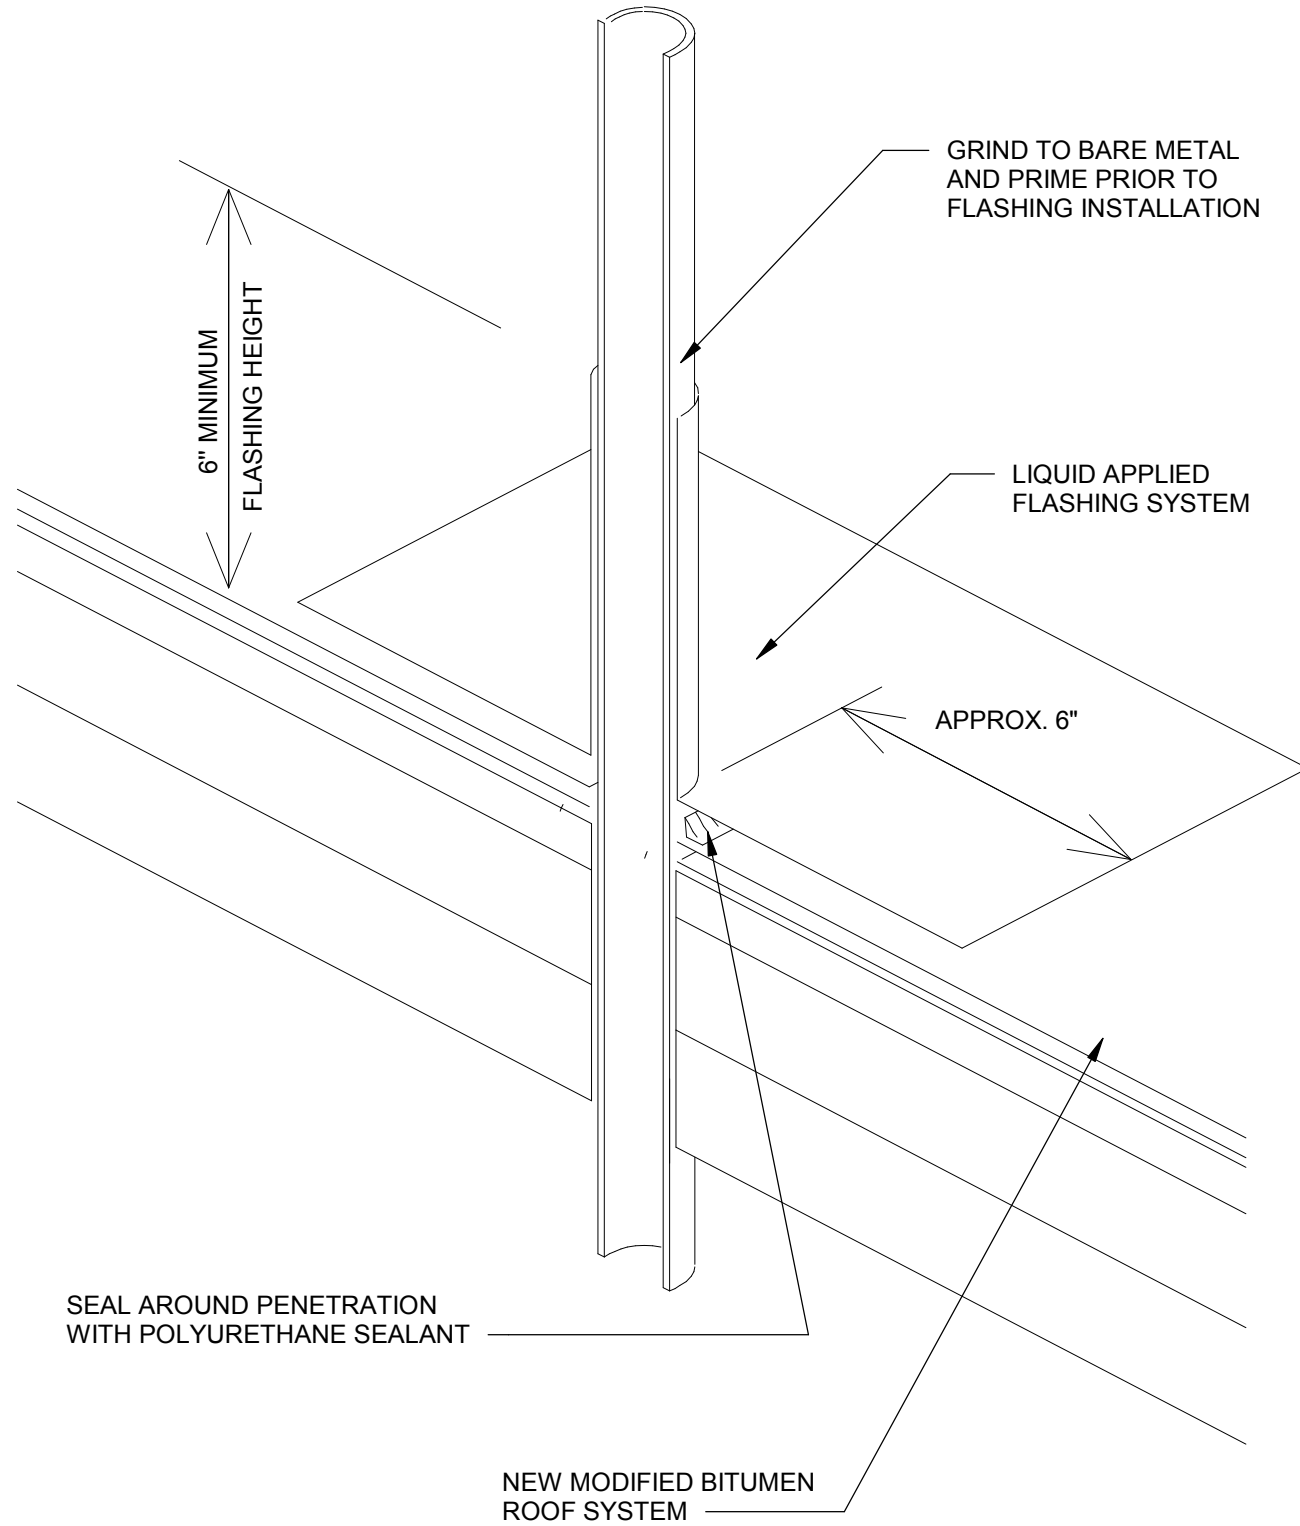 GRIND TO BARE METAL
AND PRIME PRIOR TO
FLASHING INSTALLATION
6" MINIMUM
FLASHING HEIGHT
LIQUID APPLIED
FLASHING SYSTEM
APPROX. 6"
SEAL AROUND PENETRATION
WITH POLYURETHANE SEALANT
NEW MODIFIED BITUMEN
ROOF SYSTEM